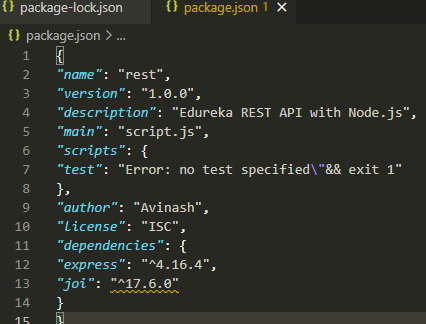 {} package-lock.json {} package.json 1 ×
{} package.json > ...
1 {
2 "name": "rest",
3 "version": "1.0.0",
4 "description": "Edureka REST API with Node.js",
5 "main": "script.js",
6 "scripts": {
7 "test": "Error: no test specified\"&& exit 1"
8 },
9 "author": "Avinash",
10 "license": "ISC",
11 "dependencies": {
12 "express": "^4.16.4",
13 "joi": "^17.6.0"
14 }
15 }